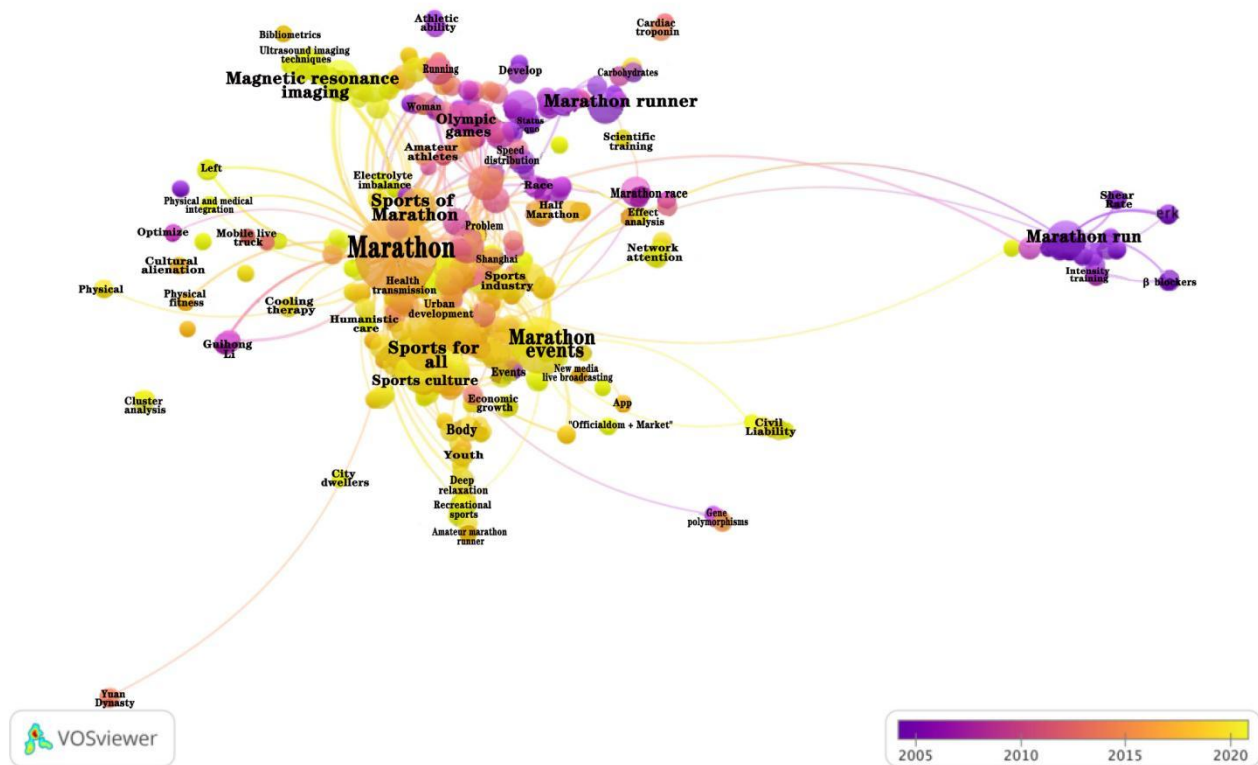 Athletic
ability
Cardiac
troponin
Bibliometrics
Ultrasound imaging
techniques
Running
Develop
Carbohydrates
Magnetic resonance
imaging
Woman
Marathon runner
Olympic
games
Status
quo
Scientific
training
Amateur
athletes
Speed
distribution
Left
Electrolyte
imbalance
Race
Marathon race
Physical and medical
integration
Sports of
Marathon
Half
Marathon
Effect
analysis
Shear
Rate
erk
Optimize
Mobile live
truck
Problem
Marathon run
Marathon
Network
attention
Cultural
alienation
Shanghai
Intensity
training
β blockers
Physical
Physical
fitness
Cooling
therapy
Health
transmission
Sports
industry
Urban
development
Humanistic
care
Guihong
Li
Sports for
all
Marathon
events
Sports culture
Events
New media
live broadcasting
Cluster
analysis
Economic
growth
App
Body
"Officialdom + Market"
Civil
Liability
Youth
City
dwellers
Deep
relaxation
Recreational
sports
Gene
polymorphisms
Amateur marathon
runner
Yuan
Dynasty
VOSviewer
2005 2010 2015 2020